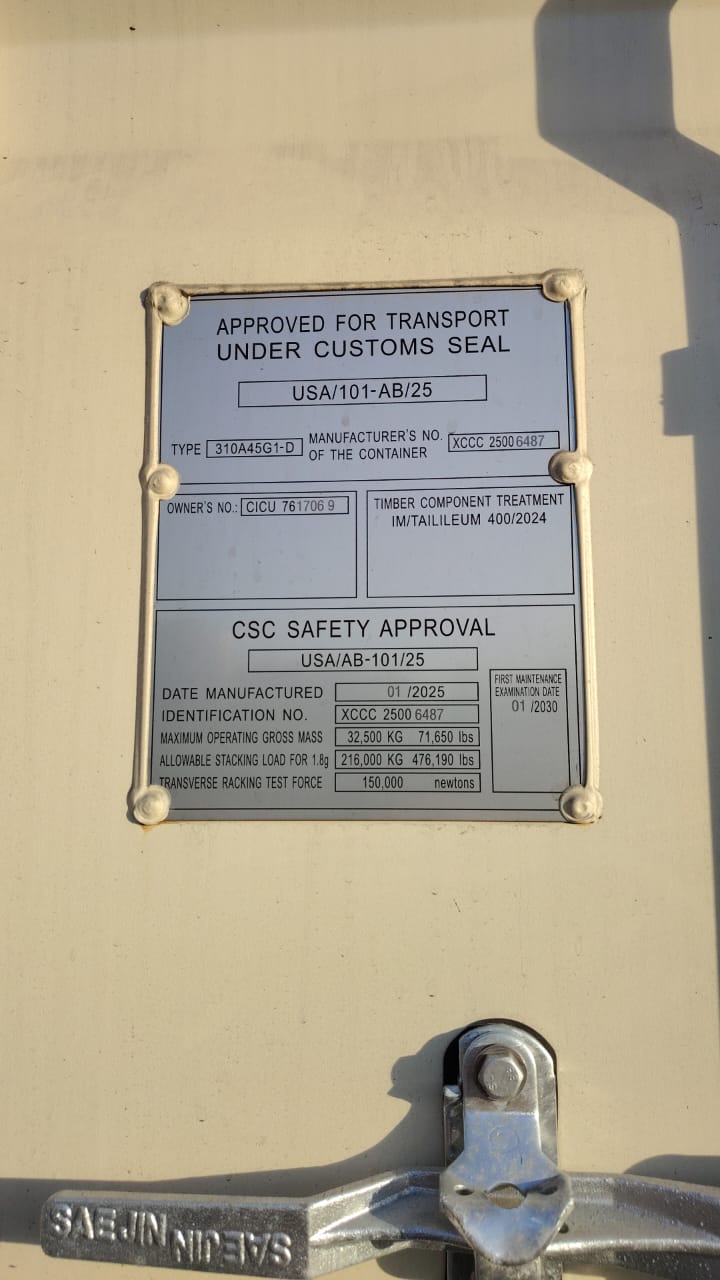 APPROVED FOR TRANSPORT
UNDER CUSTOMS SEAL
USA/101-AB/25
TYPE 310A45G1-D MANUFACTURER'S NO. OF THE CONTAINER XCCC 2500 6487
OWNER'S NO.: CICU 761706 9
TIMBER COMPONENT TREATMENT
IM/TAILILEUM 400/2024
CSC SAFETY APPROVAL
USA/AB-101/25
DATE MANUFACTURED 01 /2025
IDENTIFICATION NO. XCCC 2500 6487
MAXIMUM OPERATING GROSS MASS 32,500 KG 71,650 lbs
ALLOWABLE STACKING LOAD FOR 1.8g 216,000 KG 476,190 lbs
TRANSVERSE RACKING TEST FORCE 150,000 newtons
FIRST MAINTENANCE
EXAMINATION DATE
01 /2030
SAEJIN